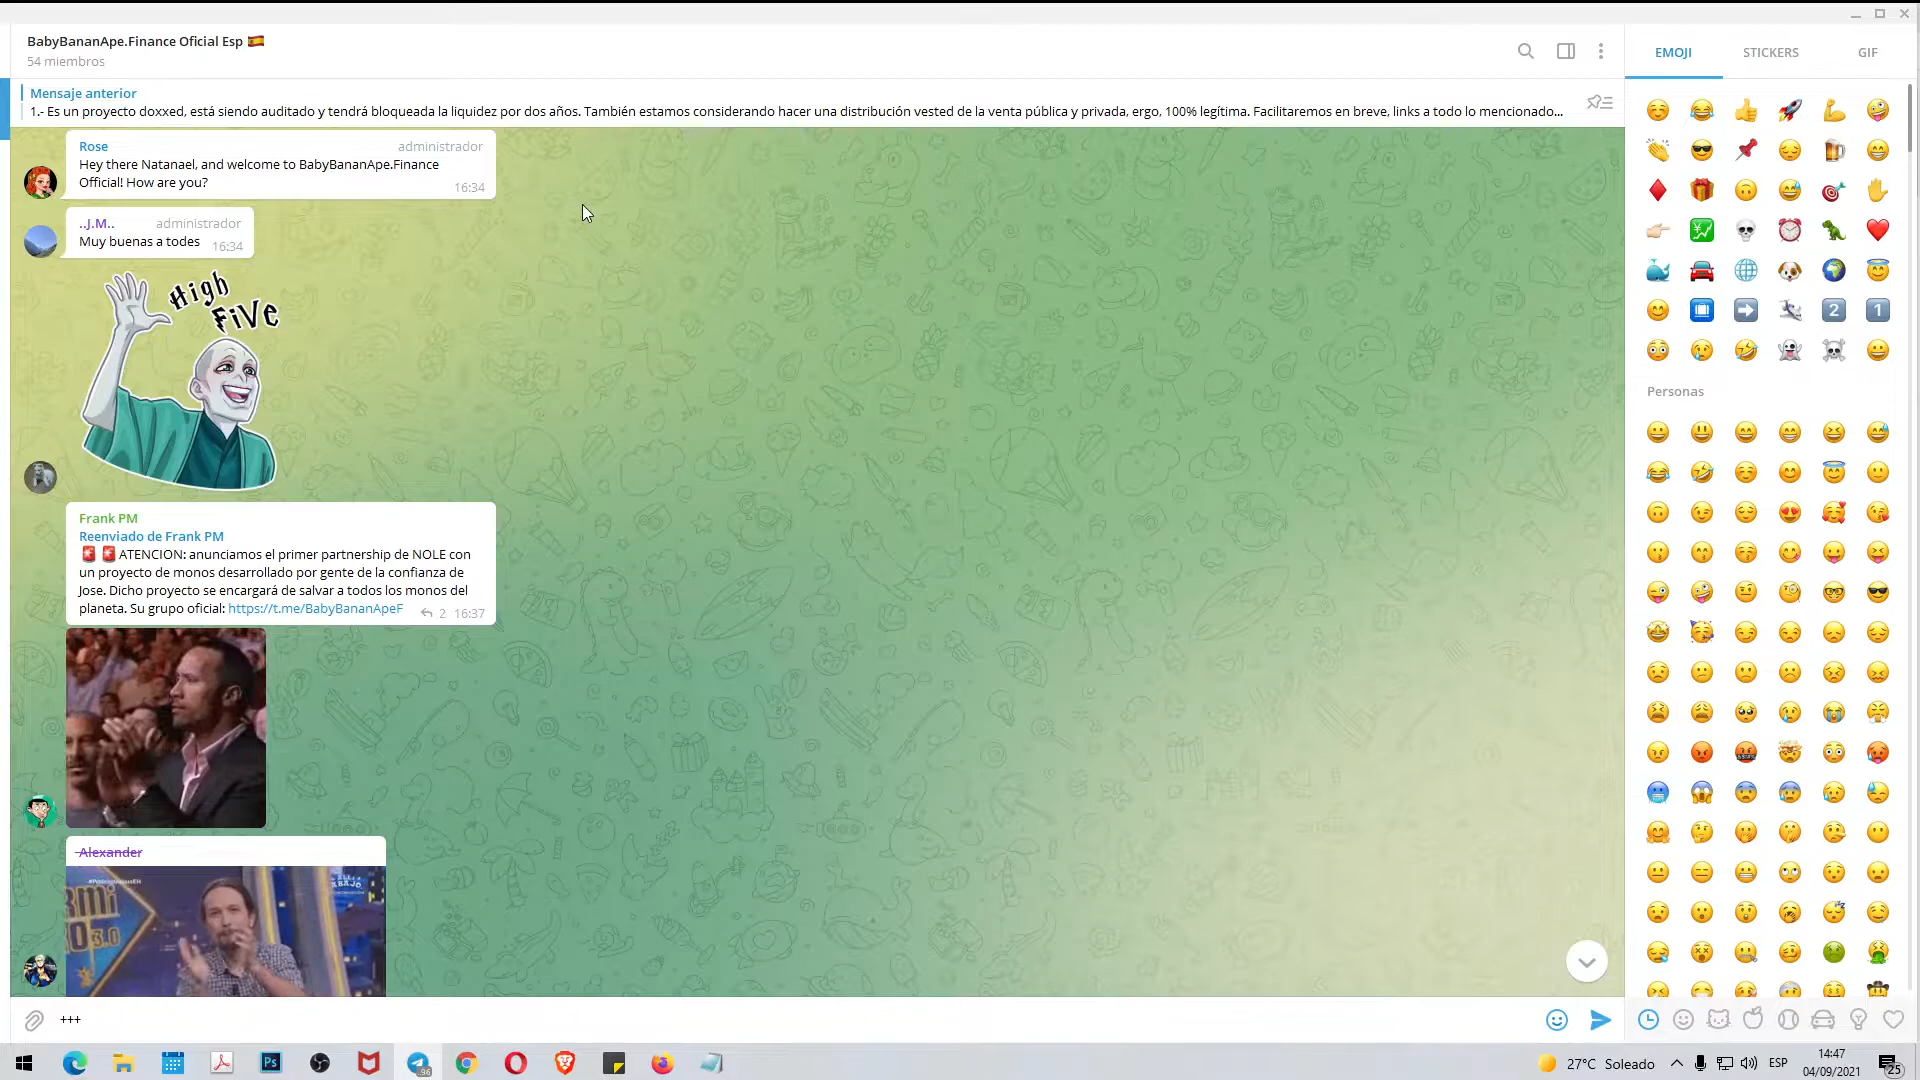 BabyBananApe.Finance Oficial Esp 🇪🇸
54 miembros
Mensaje anterior
1.- Es un proyecto doxxed, está siendo auditado y tendrá bloqueada la liquidez por dos años. También estamos considerando hacer una distribución vested de la venta pública y privada, ergo, 100% legítima. Facilitaremos en breve, links a todo lo mencionado...
Rose administrador
Hey there Natanael, and welcome to BabyBananApe.Finance
Official! How are you?
16:34
..J.M.. administrador
Muy buenas a todes 16:34
High
Five
Frank PM
Reenviado de Frank PM
🚨 🚨 ATENCION: anunciamos el primer partnership de NOLE con
un proyecto de monos desarrollado por gente de la confianza de
Jose. Dicho proyecto se encargará de salvar a todos los monos del
planeta. Su grupo oficial: https://t.me/BabyBananApeF 2 16:37
Alexander
3.0
+++
EMOJI STICKERS GIF
Personas
96
27°C Soleado
ESP
14:47
04/09/2021
25